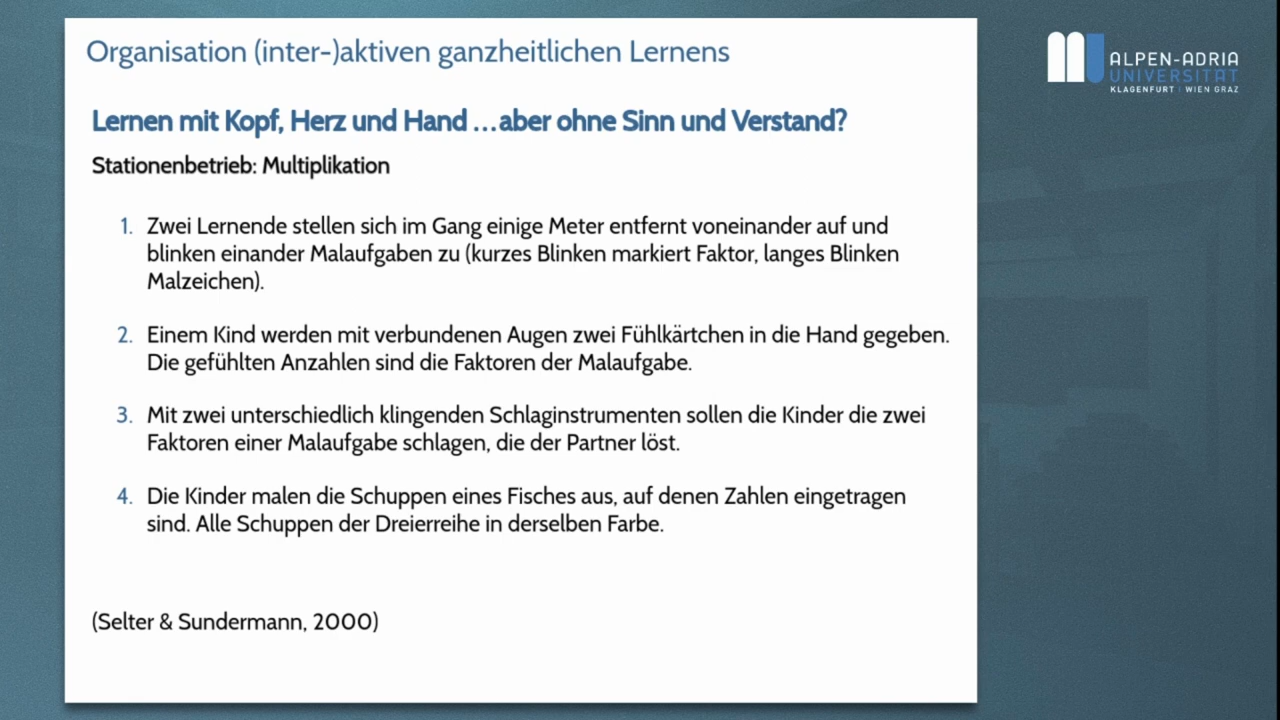 Organisation (inter-)aktiven ganzheitlichen Lernens
ALPEN-ADRIA
UNIVERSITÄT
KLAGENFURT | WIEN GRAZ
Lernen mit Kopf, Herz und Hand …aber ohne Sinn und Verstand?
Stationenbetrieb: Multiplikation
1. Zwei Lernende stellen sich im Gang einige Meter entfernt voneinander auf und
blinken einander Malaufgaben zu (kurzes Blinken markiert Faktor, langes Blinken
Malzeichen).
2. Einem Kind werden mit verbundenen Augen zwei Fühlkärtchen in die Hand gegeben.
Die gefühlten Anzahlen sind die Faktoren der Malaufgabe.
3. Mit zwei unterschiedlich klingenden Schlaginstrumenten sollen die Kinder die zwei
Faktoren einer Malaufgabe schlagen, die der Partner löst.
4. Die Kinder malen die Schuppen eines Fisches aus, auf denen Zahlen eingetragen
sind. Alle Schuppen der Dreierreihe in derselben Farbe.
(Selter & Sundermann, 2000)